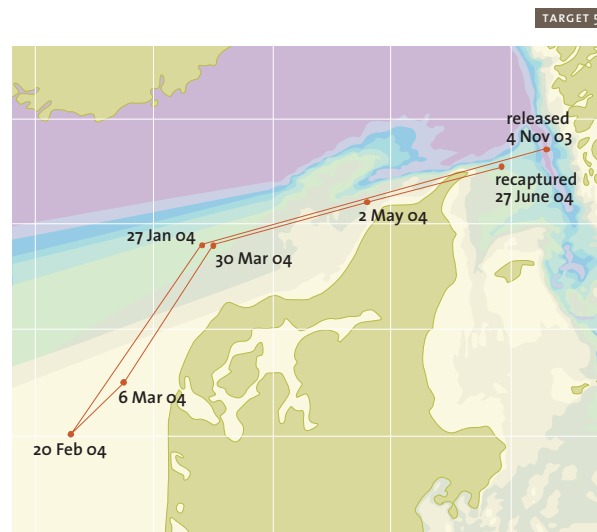 TARGET 5
released
4 Nov 03
recaptured
27 June 04
2 May 04
27 Jan 04
30 Mar 04
6 Mar 04
20 Feb 04